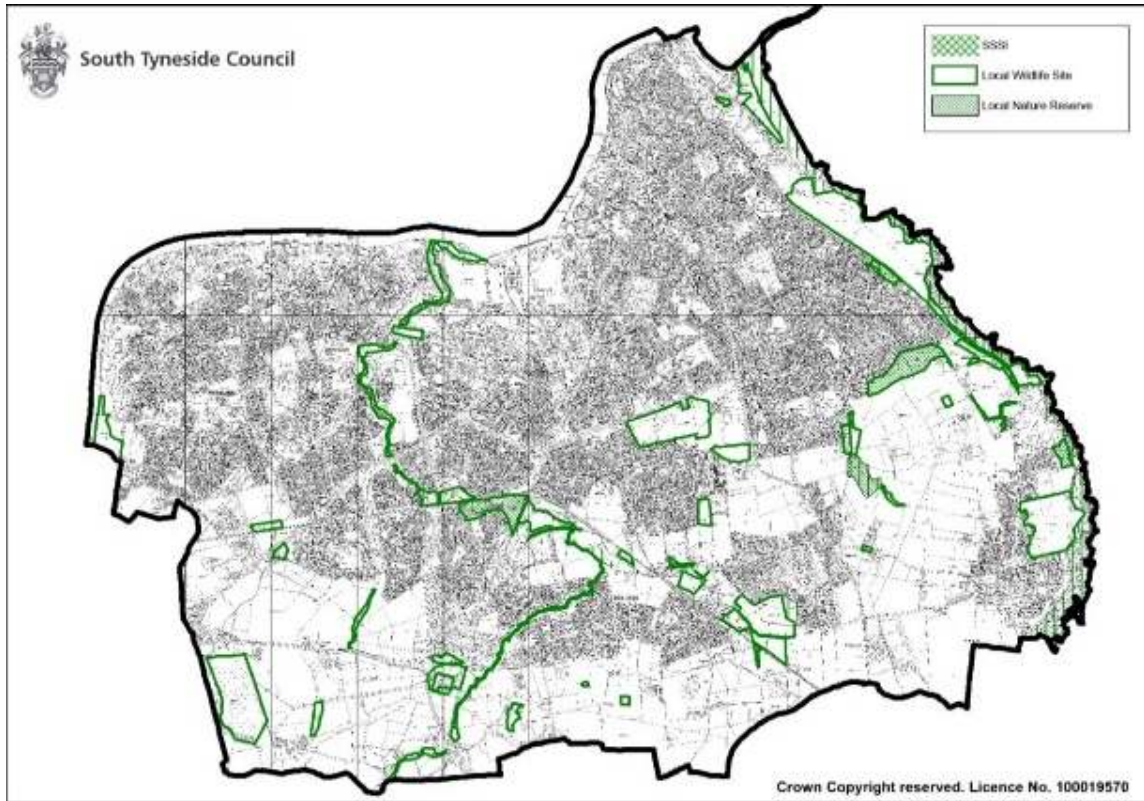 South Tyneside Council
SSSI
Local Wildlife Site
Local Nature Reserve
Crown Copyright reserved. Licence No. 100019570